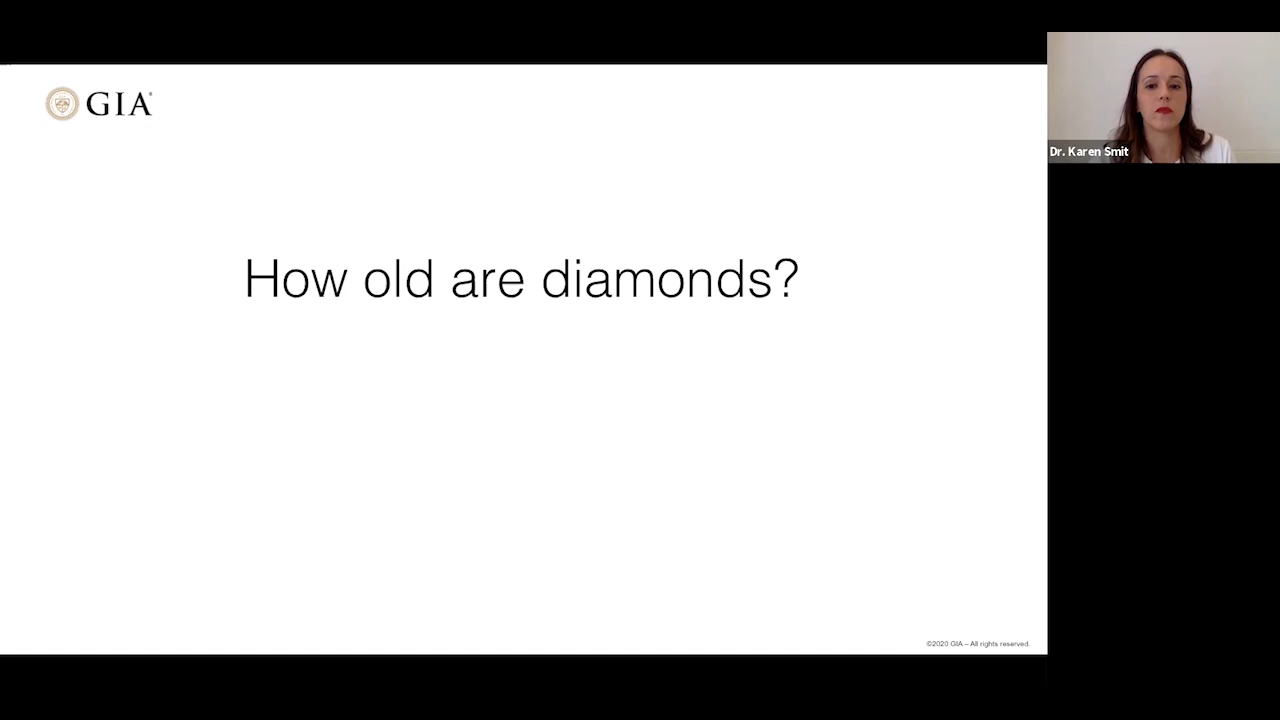 GIA®
Dr. Karen Smit
How old are diamonds?
©2020 GIA – All rights reserved.